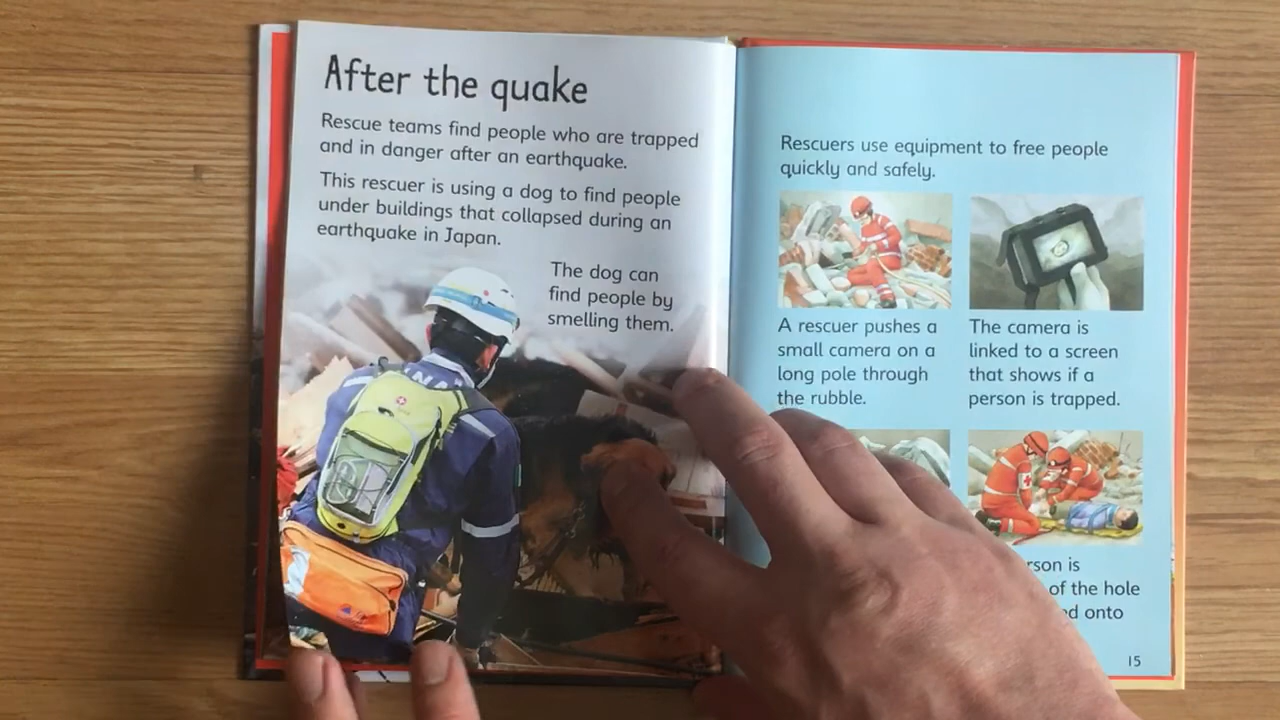 After the quake
Rescue teams find people who are trapped
and in danger after an earthquake.
This rescuer is using a dog to find people
under buildings that collapsed during an
earthquake in Japan.
The dog can
find people by
smelling them.
Rescuers use equipment to free people
quickly and safely.
A rescuer pushes a
small camera on a
long pole through
the rubble.
The camera is
linked to a screen
that shows if a
person is trapped.
is
of the hole
onto
15